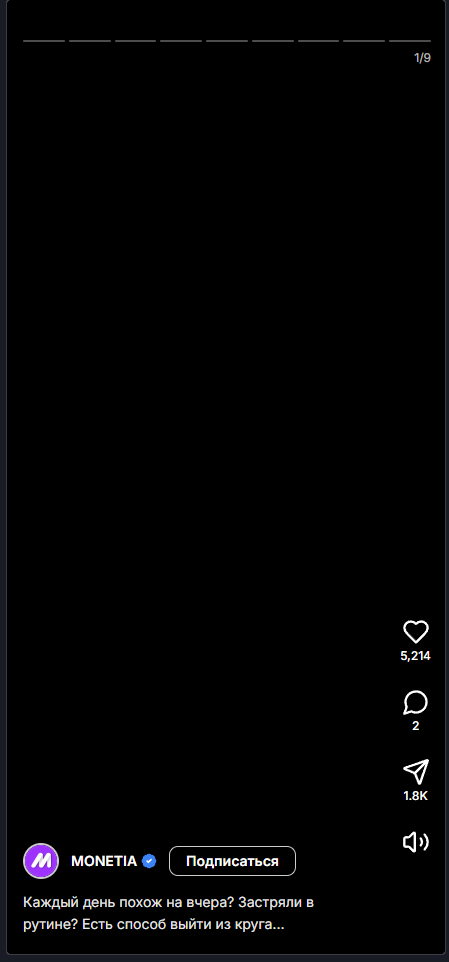 1/9
5,214
2
1.8K
MONETIA
Подписаться
Каждый день похож на вчера? Застряли в
рутине? Есть способ выйти из круга...